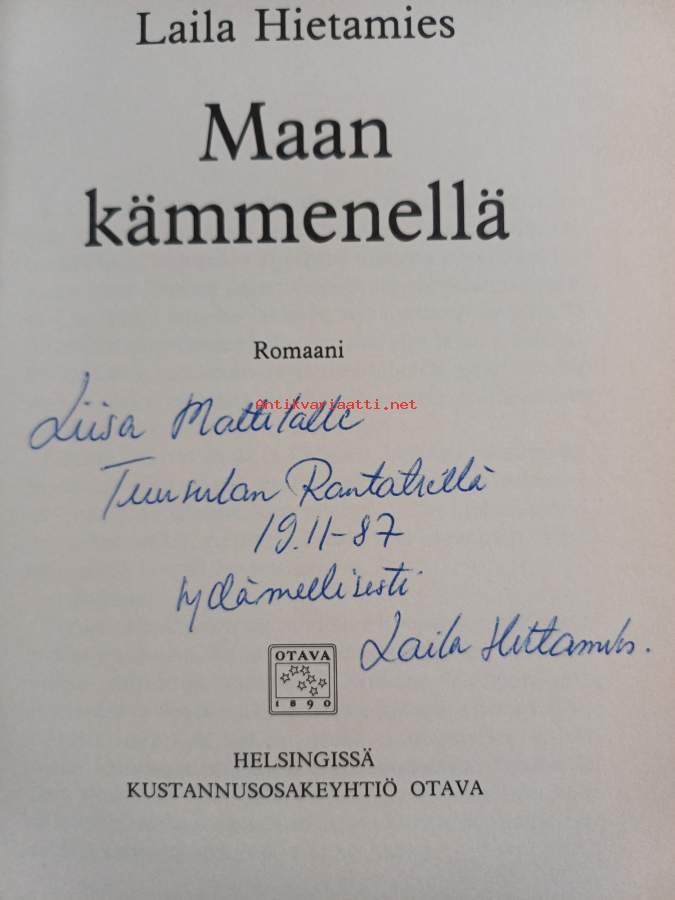 Laila Hietamies
Maan
kämmenellä
Romaani
Antikvariaatti.net
Liisa Mattilalle
Tuusulan Rantatiellä
19.11-87
sydämellisesti
Laila Hietamies.
OTAVA
1890
HELSINGISSÄ
KUSTANNUSOSAKEYHTIÖ OTAVA